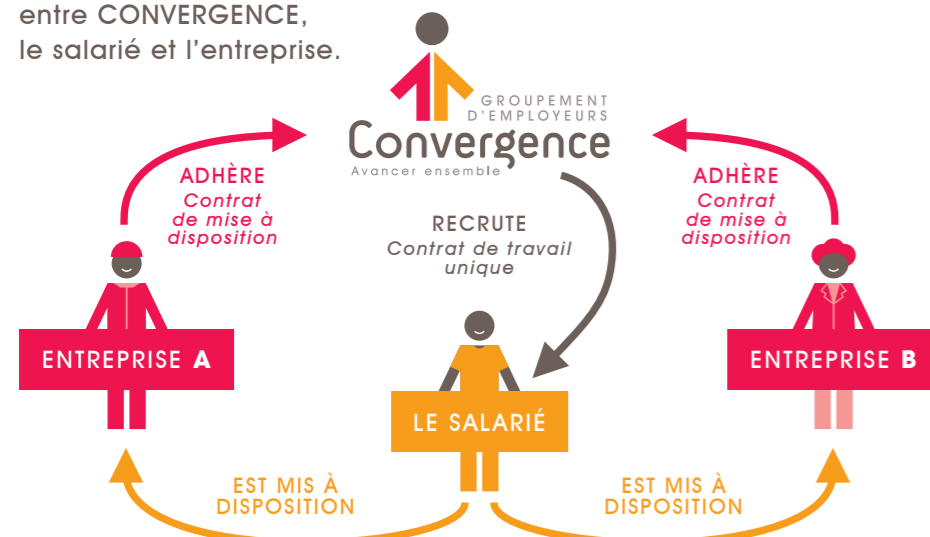 entre CONVERGENCE,
le salarié et l’entreprise.
GROUPEMENT
D’EMPLOYEURS
Convergence
Avancer ensemble
ADHÈRE
Contrat
de mise à
disposition
RECRUTE
Contrat de travail
unique
ADHÈRE
Contrat
de mise à
disposition
ENTREPRISE A
LE SALARIÉ
ENTREPRISE B
EST MIS À
DISPOSITION
EST MIS À
DISPOSITION